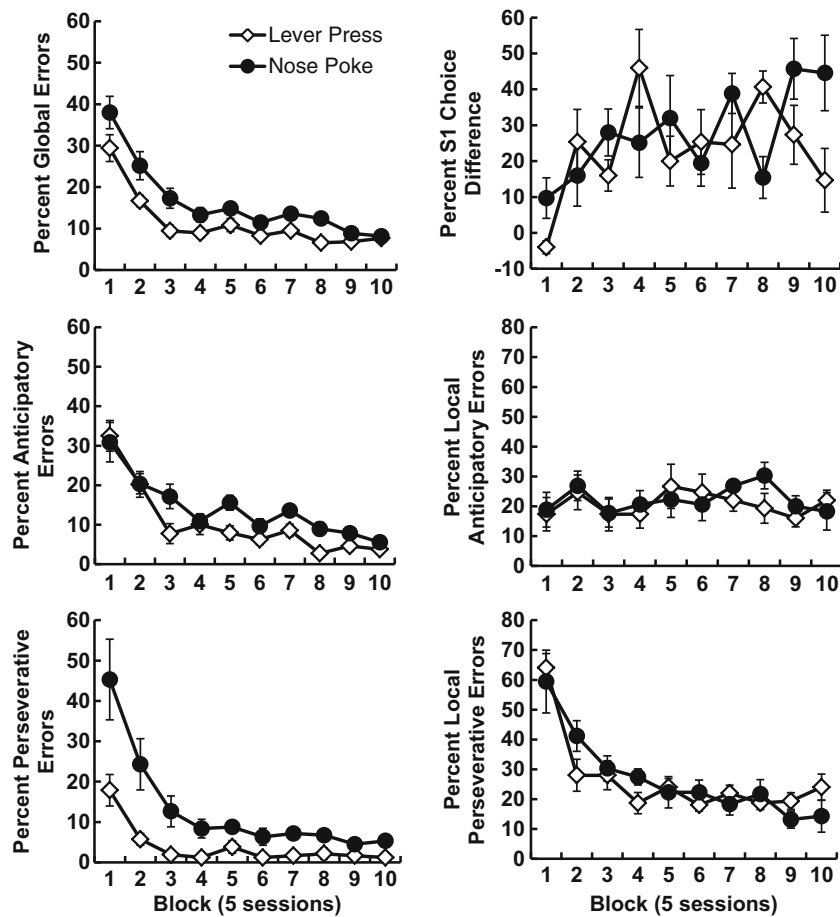 Lever Press
Nose Poke
Percent Global Errors
60
50
40
30
20
10
0
1 2 3 4 5 6 7 8 9 10
Percent S1 Choice
Difference
60
50
40
30
20
10
0
-10
1 2 3 4 5 6 7 8 9 10
Percent Anticipatory
Errors
60
50
40
30
20
10
0
1 2 3 4 5 6 7 8 9 10
Percent Local
Anticipatory Errors
80
70
60
50
40
30
20
10
0
1 2 3 4 5 6 7 8 9 10
Percent Perseverative
Errors
60
50
40
30
20
10
0
1 2 3 4 5 6 7 8 9 10
Block (5 sessions)
Percent Local
Perseverative Errors
80
70
60
50
40
30
20
10
0
1 2 3 4 5 6 7 8 9 10
Block (5 sessions)